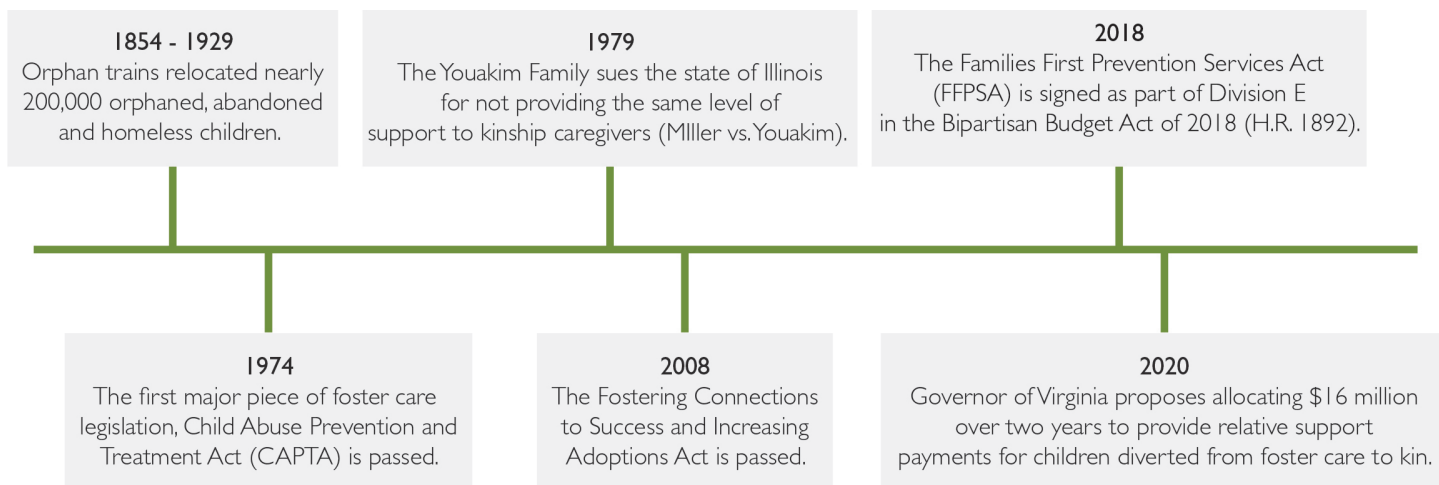 1854 - 1929
Orphan trains relocated nearly
200,000 orphaned, abandoned
and homeless children.
1979
The Youakim Family sues the state of Illinois
for not providing the same level of
support to kinship caregivers (MIller vs. Youakim).
2018
The Families First Prevention Services Act
(FFPSA) is signed as part of Division E
in the Bipartisan Budget Act of 2018 (H.R. 1892).
1974
The first major piece of foster care
legislation, Child Abuse Prevention and
Treatment Act (CAPTA) is passed.
2008
The Fostering Connections
to Success and Increasing
Adoptions Act is passed.
2020
Governor of Virginia proposes allocating $16 million
over two years to provide relative support
payments for children diverted from foster care to kin.